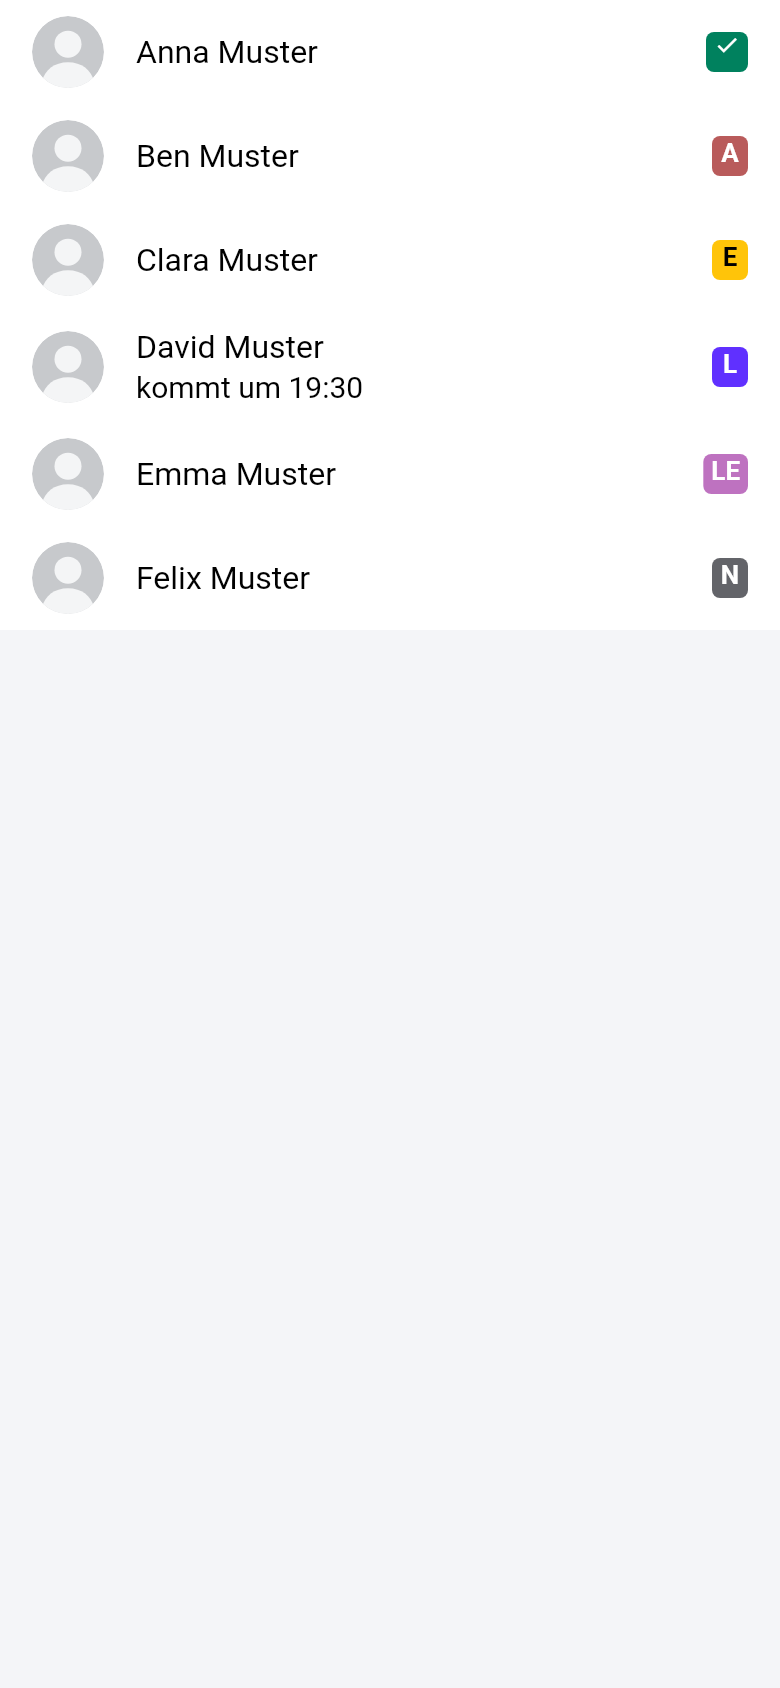 Anna Muster
Ben Muster A
Clara Muster E
David Muster
kommt um 19:30 L
Emma Muster LE
Felix Muster N